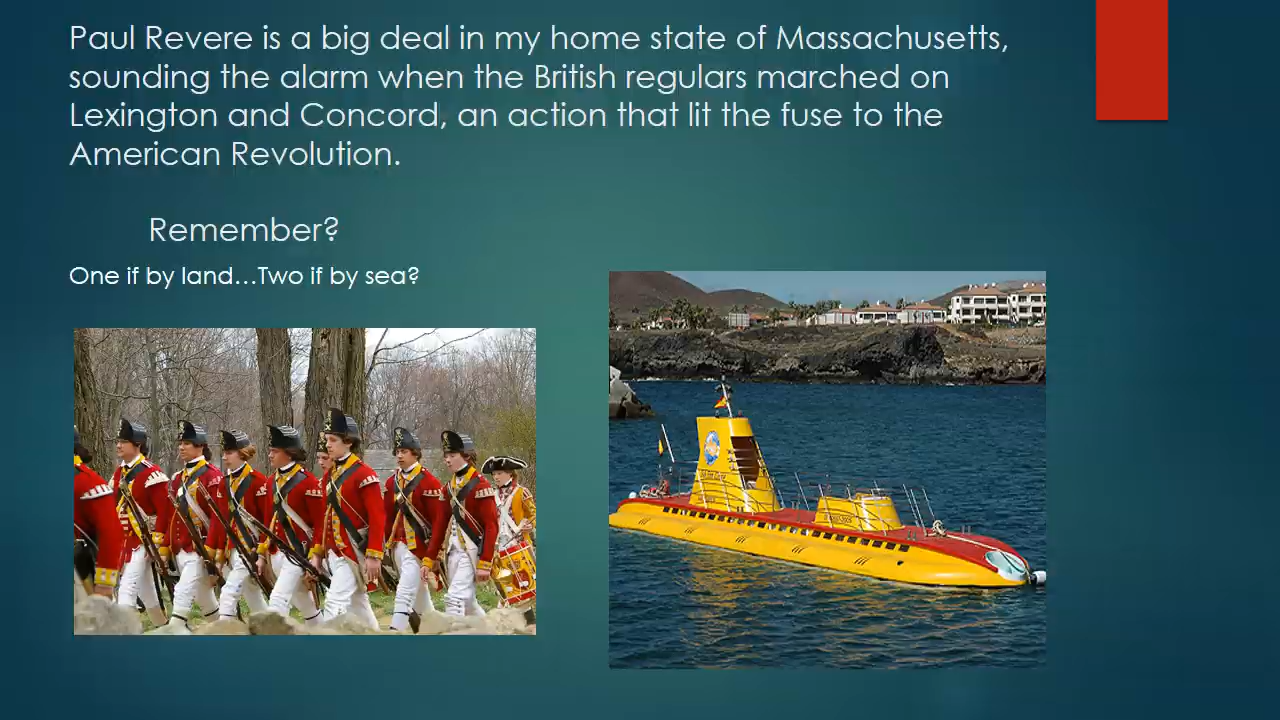 Paul Revere is a big deal in my home state of Massachusetts,
sounding the alarm when the British regulars marched on
Lexington and Concord, an action that lit the fuse to the
American Revolution.
Remember?
One if by land...Two if by sea?